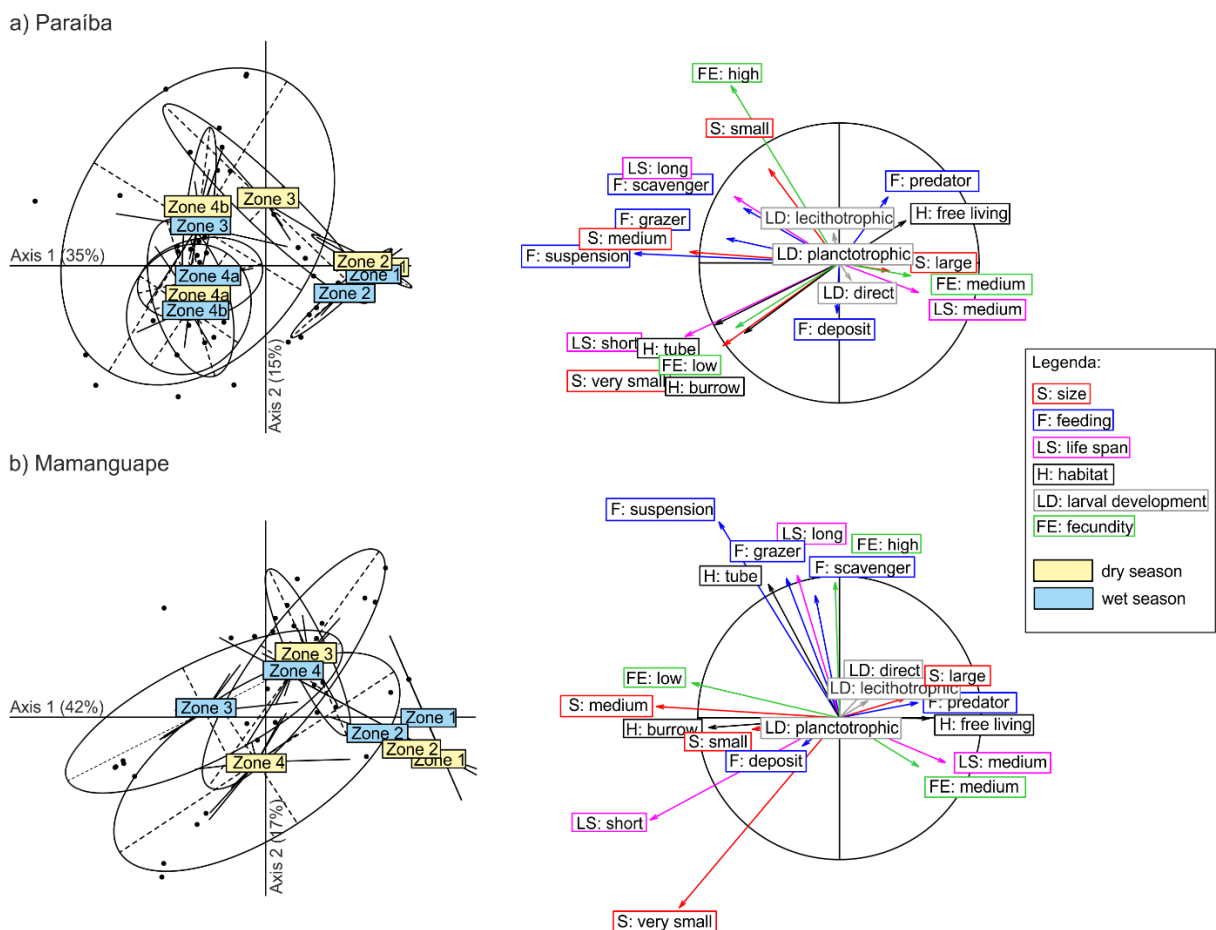 a) Paraíba
FE: high
S: small
LS: long
F: scavenger
F: predator
LD: lecithotrophic
H: free living
F: grazer
S: medium
F: suspension
LD: planctotrophic
S: large
FE: medium
LD: direct
LS: medium
F: deposit
LS: short
H: tube
FE: low
S: very small
H: burrow
Zone 4b
Zone 3
Zone 3
Axis 1 (35%)
Zone 2
1
Zone 1
Zone 4a
Zone 4a
Zone 2
Zone 4b
Axis 2 (15%)
Legenda:
S: size
F: feeding
LS: life span
H: habitat
LD: larval development
FE: fecundity
dry season
wet season
b) Mamanguape
F: suspension
LS: long
FE: high
F: grazer
F: scavenger
H: tube
LD: direct
S: large
FE: low
LD: lecithotrophic
S: medium
F: predator
H: burrow
LD: planctotrophic
H: free living
S: small
F: deposit
LS: medium
FE: medium
LS: short
S: very small
Zone 3
Zone 4
Axis 1 (42%)
Zone 3
Zone 1
Zone 2
Zone 2
Zone 1
Zone 4
Axis 2 (17%)